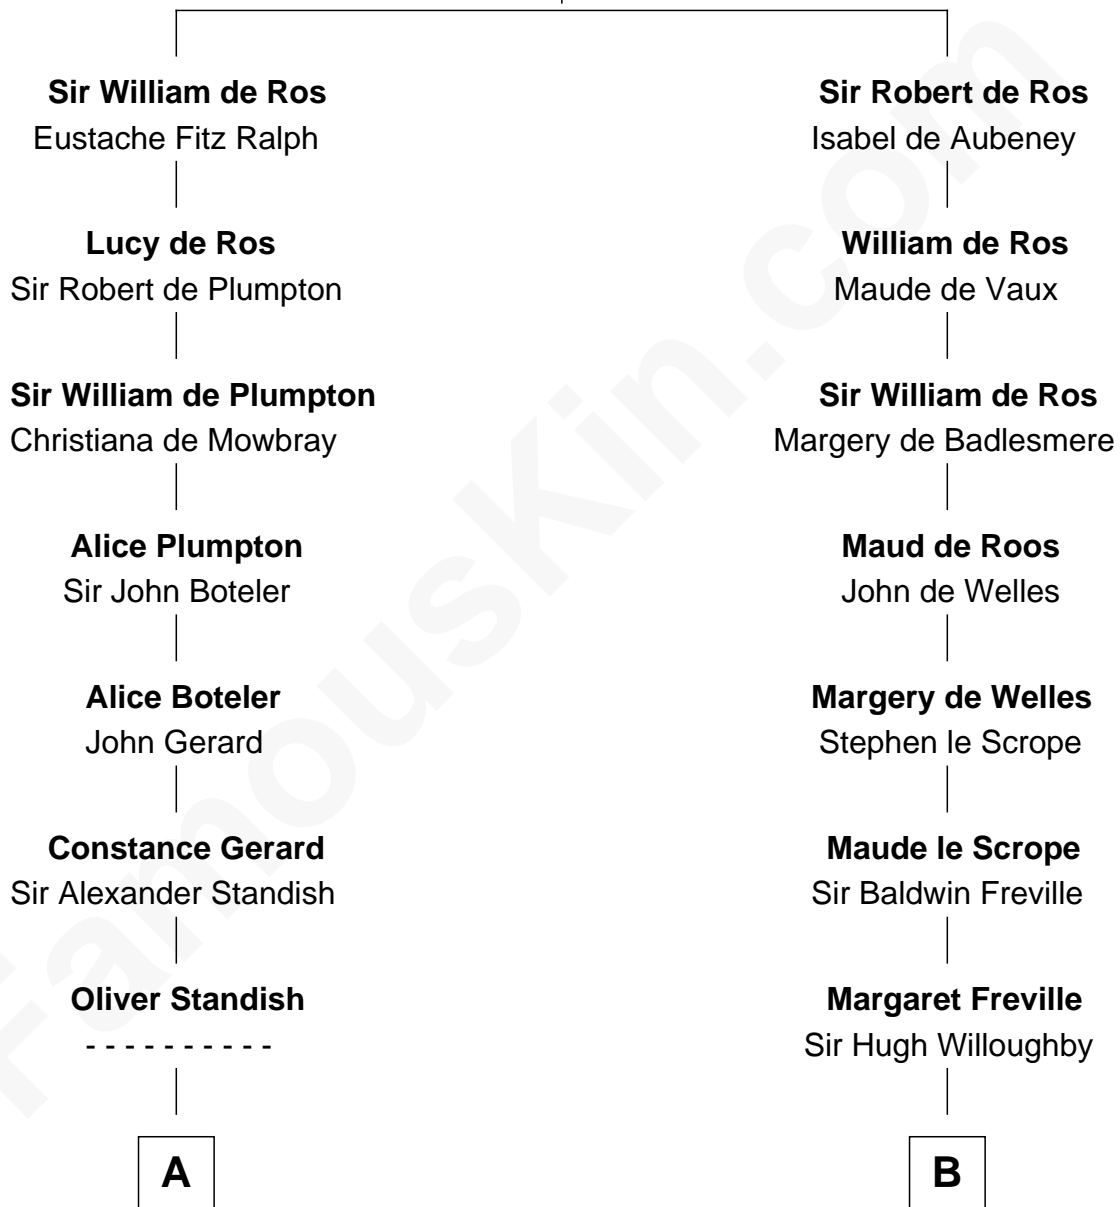 Sir William de Ros
Eustache Fitz Ralph
Lucy de Ros
Sir Robert de Plumpton
Sir William de Plumpton
Christiana de Mowbray
Alice Plumpton
Sir John Boteler
Alice Boteler
John Gerard
Constance Gerard
Sir Alexander Standish
Oliver Standish
- - - - - - - - - -
A
Sir Robert de Ros
Isabel de Aubeney
William de Ros
Maude de Vaux
Sir William de Ros
Margery de Badlesmere
Maud de Roos
John de Welles
Margery de Welles
Stephen le Scrope
Maude le Scrope
Sir Baldwin Freville
Margaret Freville
Sir Hugh Willoughby
B
FamousKin.com